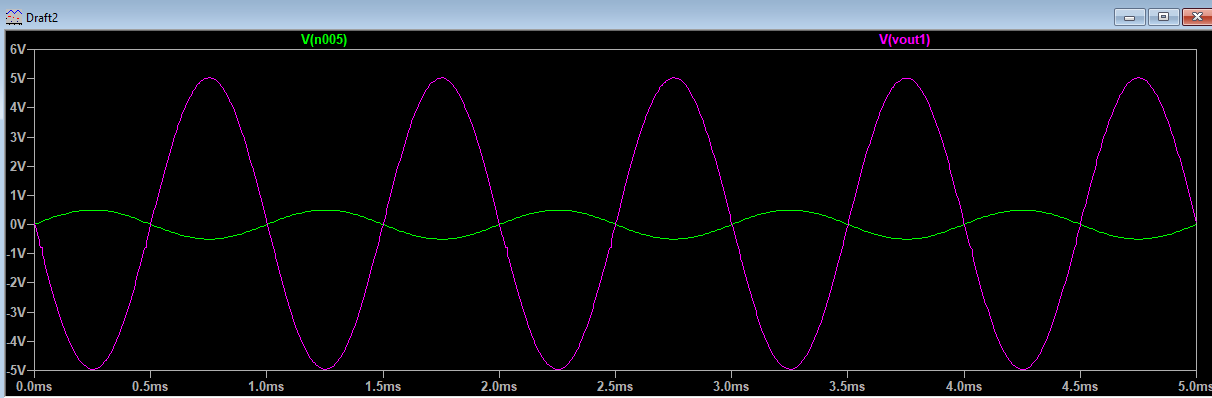 Draft2
V(n005) V(vout1)
6V
5V
4V
3V
2V
1V
0V
-1V
-2V
-3V
-4V
-5V
0.0ms 0.5ms 1.0ms 1.5ms 2.0ms 2.5ms 3.0ms 3.5ms 4.0ms 4.5ms 5.0ms